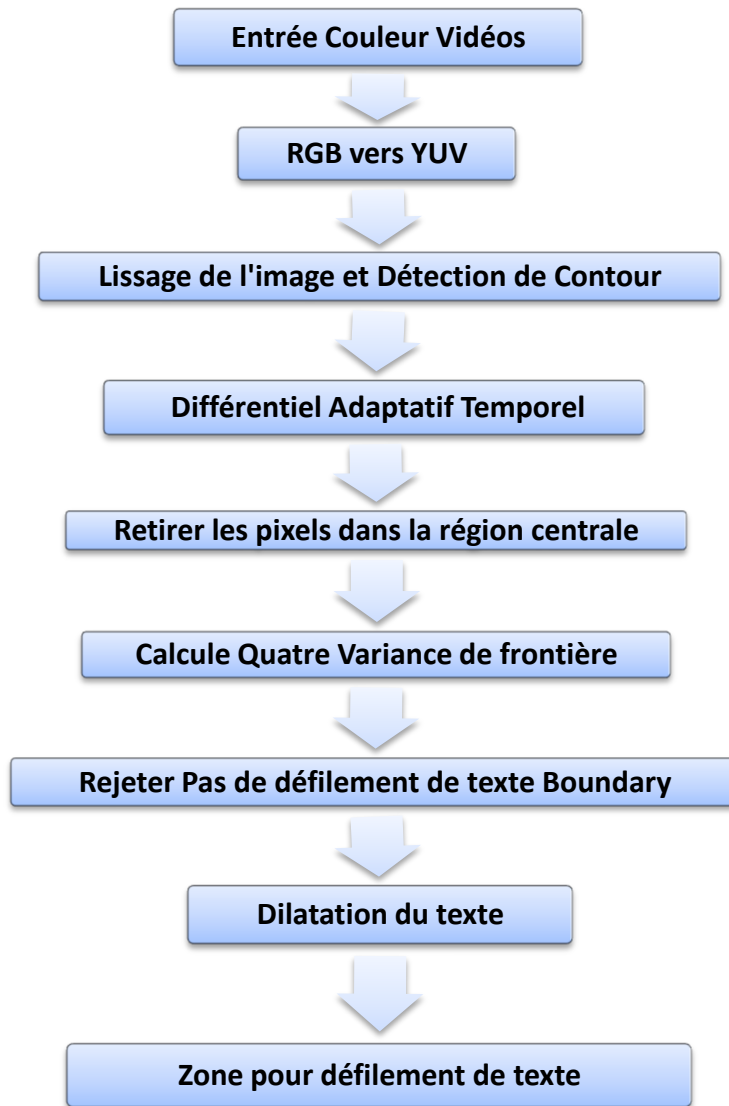 Entrée Couleur Vidéos
RGB vers YUV
Lissage de l'image et Détection de Contour
Différentiel Adaptatif Temporel
Retirer les pixels dans la région centrale
Calcule Quatre Variance de frontière
Rejeter Pas de défilement de texte Boundary
Dilatation du texte
Zone pour défilement de texte